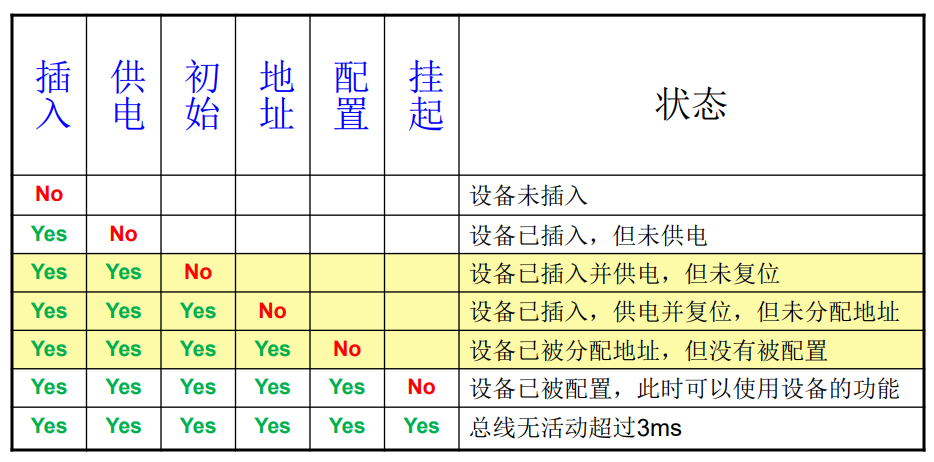 插入 供电 初始 地址 配置 挂起 状态
No 设备未插入
Yes No 设备已插入，但未供电
Yes Yes No 设备已插入并供电，但未复位
Yes Yes Yes No 设备已插入，供电并复位，但未分配地址
Yes Yes Yes Yes No 设备已被分配地址，但没有被配置
Yes Yes Yes Yes Yes No 设备已被配置，此时可以使用设备的功能
Yes Yes Yes Yes Yes Yes 总线无活动超过3ms